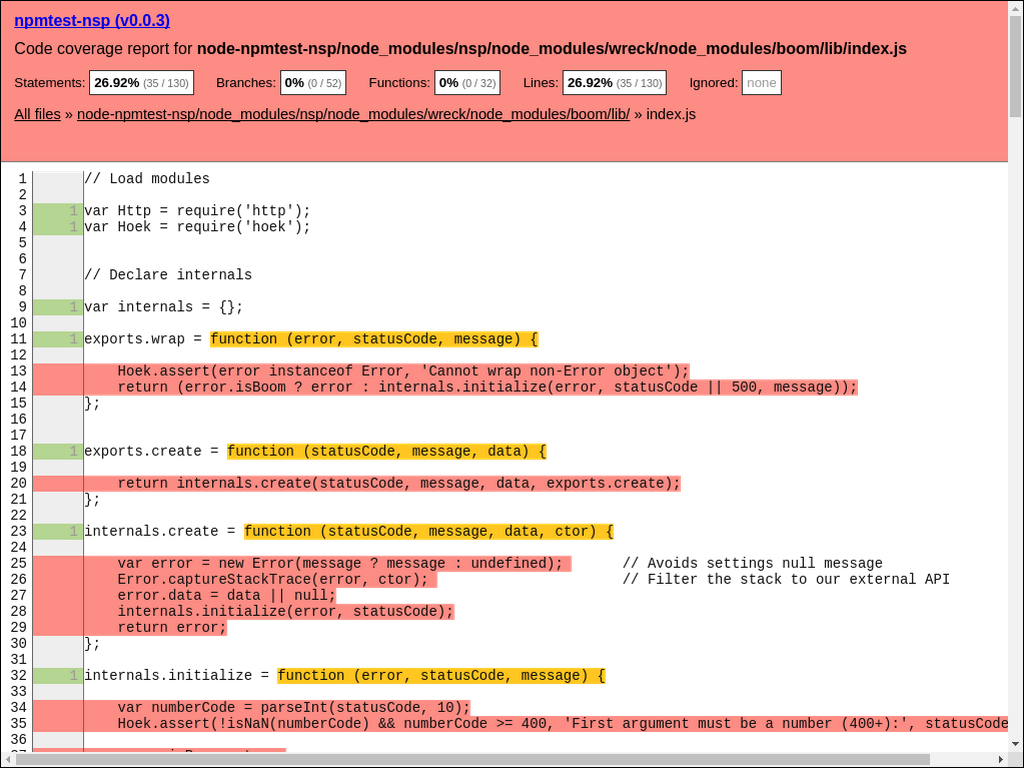 npmtest-nsp (v0.0.3)
Code coverage report for node-npmtest-nsp/node_modules/nsp/node_modules/wreck/node_modules/boom/lib/index.js
Statements: 26.92% (35 / 130) Branches: 0% (0 / 52) Functions: 0% (0 / 32) Lines: 26.92% (35 / 130) Ignored: none
All files » node-npmtest-nsp/node_modules/nsp/node_modules/wreck/node_modules/boom/lib/ » index.js
1 // Load modules
2
3 1 var Http = require('http');
4 1 var Hoek = require('hoek');
5
6
7 // Declare internals
8
9 1 var internals = {};
10
11 1 exports.wrap = function (error, statusCode, message) {
12
13 Hoek.assert(error instanceof Error, 'Cannot wrap non-Error object');
14 return (error.isBoom ? error : internals.initialize(error, statusCode || 500, message));
15 };
16
17
18 1 exports.create = function (statusCode, message, data) {
19
20 return internals.create(statusCode, message, data, exports.create);
21 };
22
23 1 internals.create = function (statusCode, message, data, ctor) {
24
25 var error = new Error(message ? message : undefined); // Avoids settings null message
26 Error.captureStackTrace(error, ctor); // Filter the stack to our external API
27 error.data = data || null;
28 internals.initialize(error, statusCode);
29 return error;
30 };
31
32 1 internals.initialize = function (error, statusCode, message) {
33
34 var numberCode = parseInt(statusCode, 10);
35 Hoek.assert(!isNaN(numberCode) && numberCode >= 400, 'First argument must be a number (400+):', statusCode
36